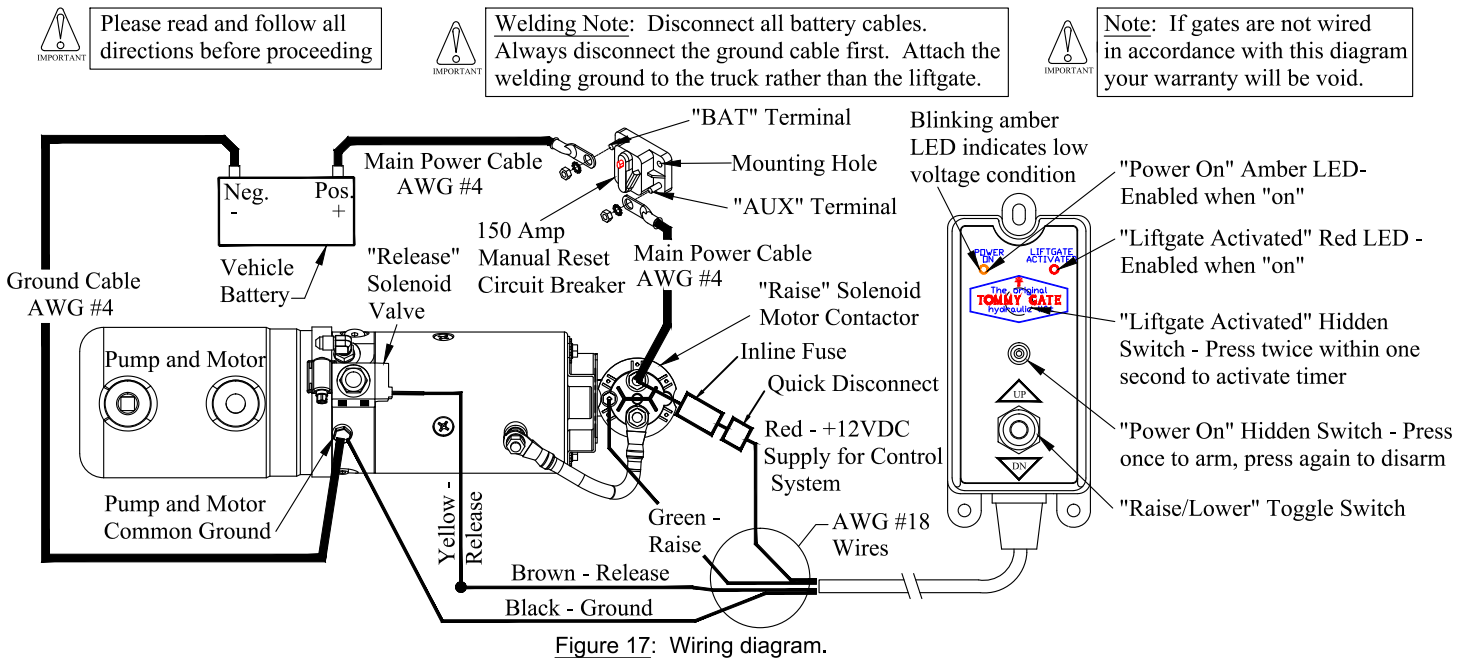 IMPORTANT
Please read and follow all
directions before proceeding
IMPORTANT
Welding Note: Disconnect all battery cables.
Always disconnect the ground cable first. Attach the
welding ground to the truck rather than the liftgate.
IMPORTANT
Note: If gates are not wired
in accordance with this diagram
your warranty will be void.
Neg.
-
Pos.
+
Vehicle
Battery
Ground Cable
AWG #4
Main Power Cable
AWG #4
"BAT" Terminal
Mounting Hole
"AUX" Terminal
150 Amp
Manual Reset
Circuit Breaker
Main Power Cable
AWG #4
"Release"
Solenoid
Valve
"Raise" Solenoid
Motor Contactor
Inline Fuse
Quick Disconnect
Red - +12VDC
Supply for Control
System
Pump and Motor
Pump and Motor
Common Ground
Yellow -
Release
Green -
Raise
Brown - Release
Black - Ground
AWG #18
Wires
Blinking amber
LED indicates low
voltage condition
"Power On" Amber LED-
Enabled when "on"
"Liftgate Activated" Red LED -
Enabled when "on"
"Liftgate Activated" Hidden
Switch - Press twice within one
second to activate timer
"Power On" Hidden Switch - Press
once to arm, press again to disarm
"Raise/Lower" Toggle Switch
POWER
ON
LIFTGATE
ACTIVATED
The original
TOMMY GATE
hydraulic
UP
DN
Figure 17: Wiring diagram.